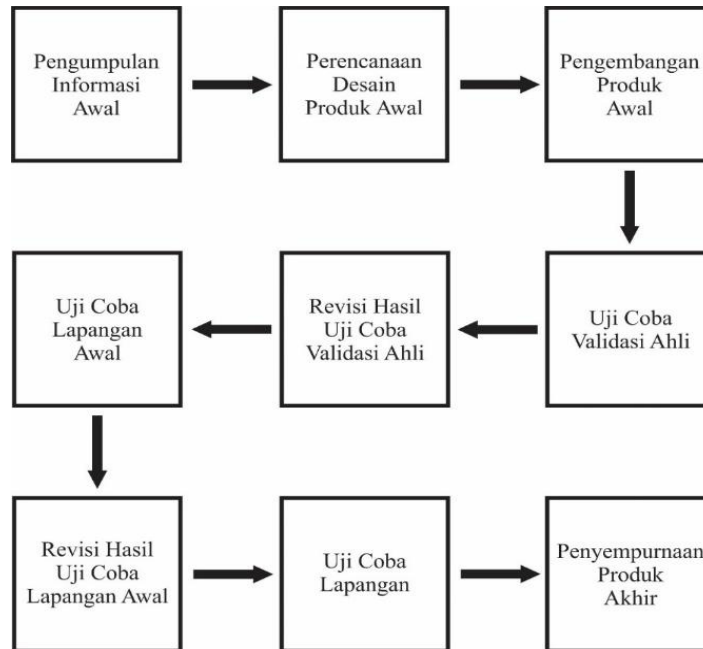 Pengumpulan
Informasi
Awal
Perencanaan
Desain
Produk Awal
Pengembangan
Produk
Awal
Uji Coba
Validasi Ahli
Revisi Hasil
Uji Coba
Validasi Ahli
Uji Coba
Lapangan
Awal
Revisi Hasil
Uji Coba
Lapangan Awal
Uji Coba
Lapangan
Penyempurnaan
Produk
Akhir